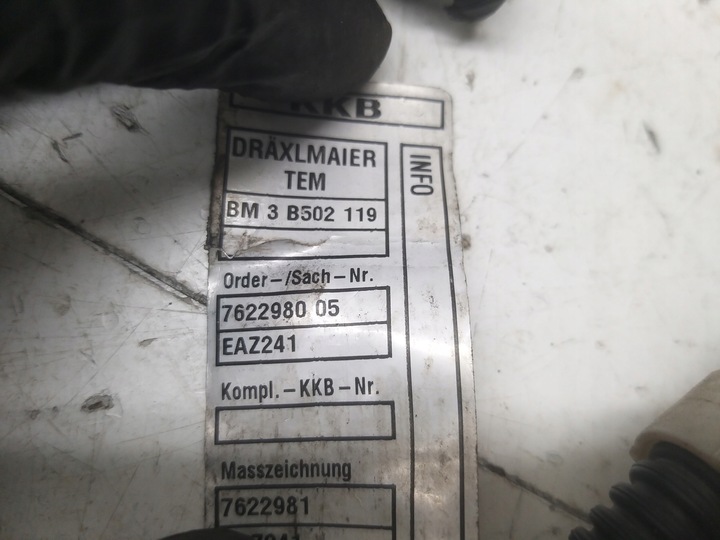 KKB
DRÄXLMAIER
TEM
INFO
BM 3 B502 119
Order-/Sach-Nr.
7622980 05
EAZ241
Kompl.-KKB-Nr.
Masszeichnung
7622981